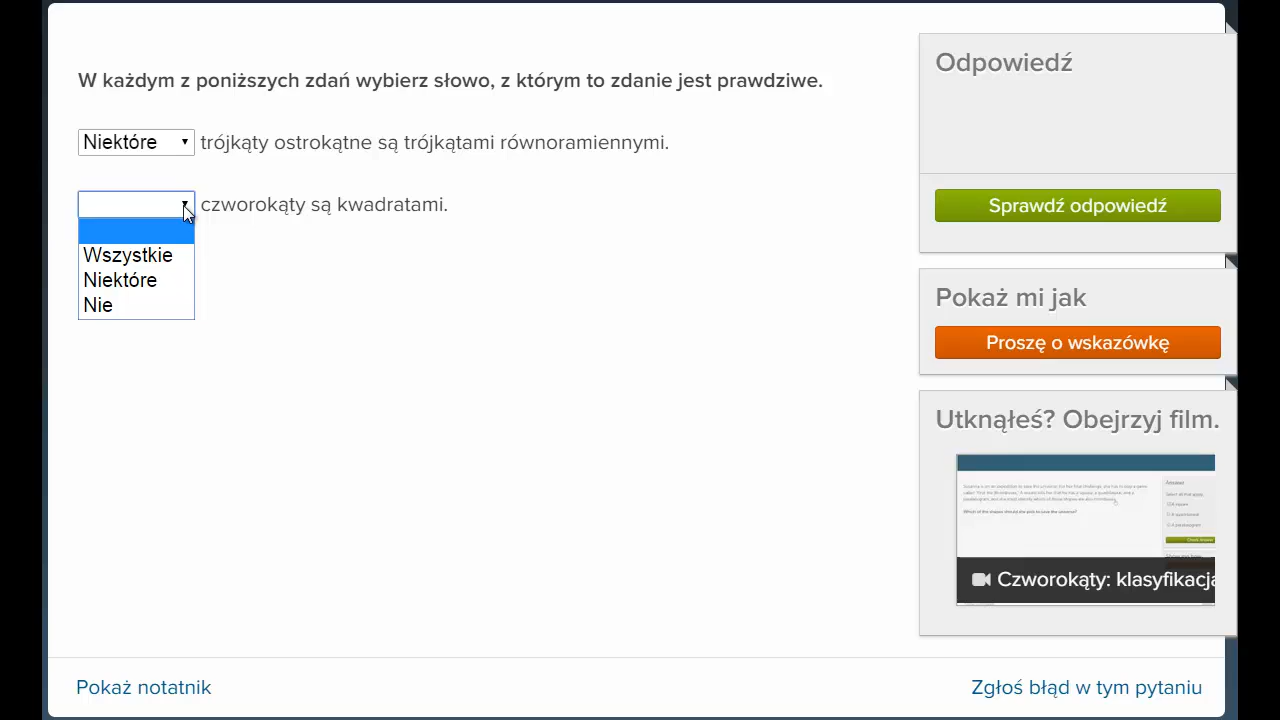 W każdym z poniższych zdań wybierz słowo, z którym to zdanie jest prawdziwe.
Niektóre trójkąty ostrokątne są trójkątami równoramiennymi.
czworokąty są kwadratami.
Wszystkie
Niektóre
Nie
Odpowiedź
Sprawdź odpowiedź
Pokaż mi jak
Proszę o wskazówkę
Utknąłeś? Obejrzyj film.
Czworokąty: klasyfikacja
Pokaż notatnik
Zgłoś błąd w tym pytaniu